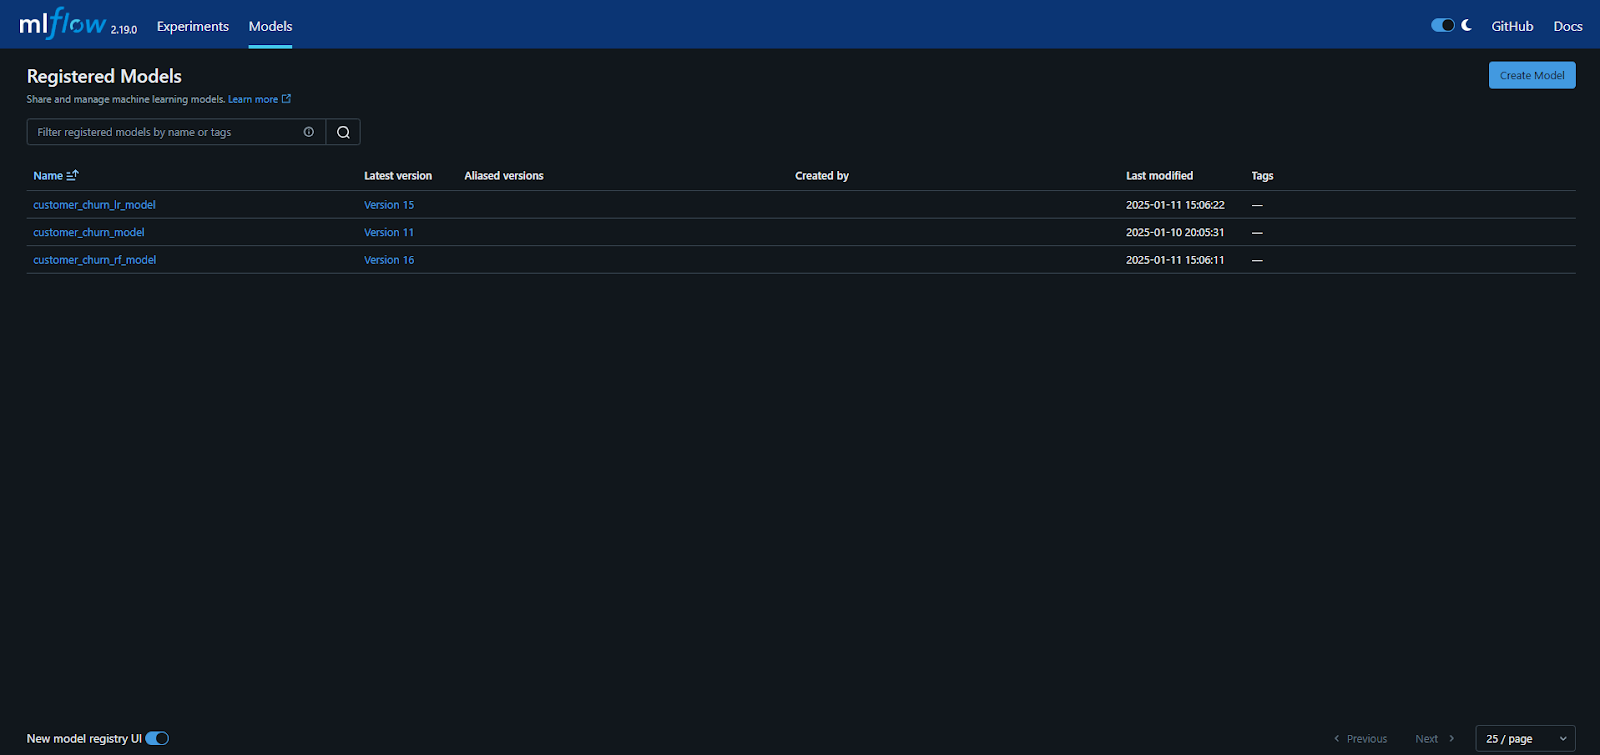 mlflow 2.19.0 Experiments Models GitHub Docs
Registered Models
Create Model
Share and manage machine learning models. Learn more
Filter registered models by name or tags
Name Latest version Aliased versions Created by Last modified Tags
customer_churn_lr_model Version 15 2025-01-11 15:06:22 —
customer_churn_model Version 11 2025-01-10 20:05:31 —
customer_churn_rf_model Version 16 2025-01-11 15:06:11 —
New model registry UI Previous Next 25 / page